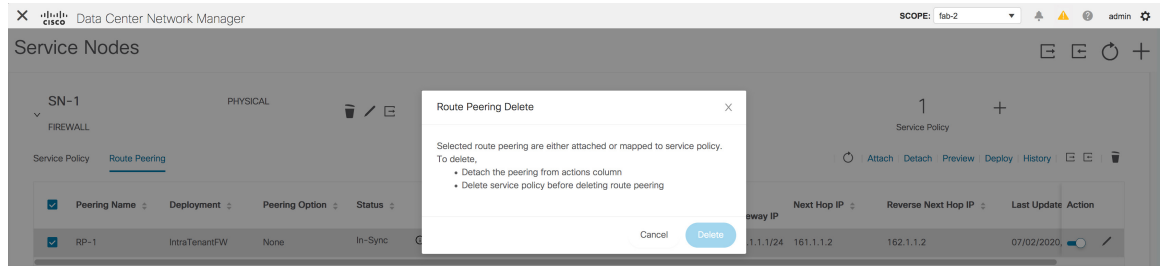 cisco Data Center Network Manager SCOPE: fab-2 admin
Service Nodes
SN-1 PHYSICAL 1
FIREWALL Service Policy
Service Policy Route Peering Attach Detach Preview Deploy History
Route Peering Delete
Selected route peering are either attached or mapped to service policy.
To delete,
• Detach the peering from actions column
• Delete service policy before deleting route peering
Cancel Delete
Peering Name Deployment Peering Option Status eway IP Next Hop IP Reverse Next Hop IP Last Update Action
RP-1 IntraTenantFW None In-Sync .1.1.1/24 161.1.1.2 162.1.1.2 07/02/2020,